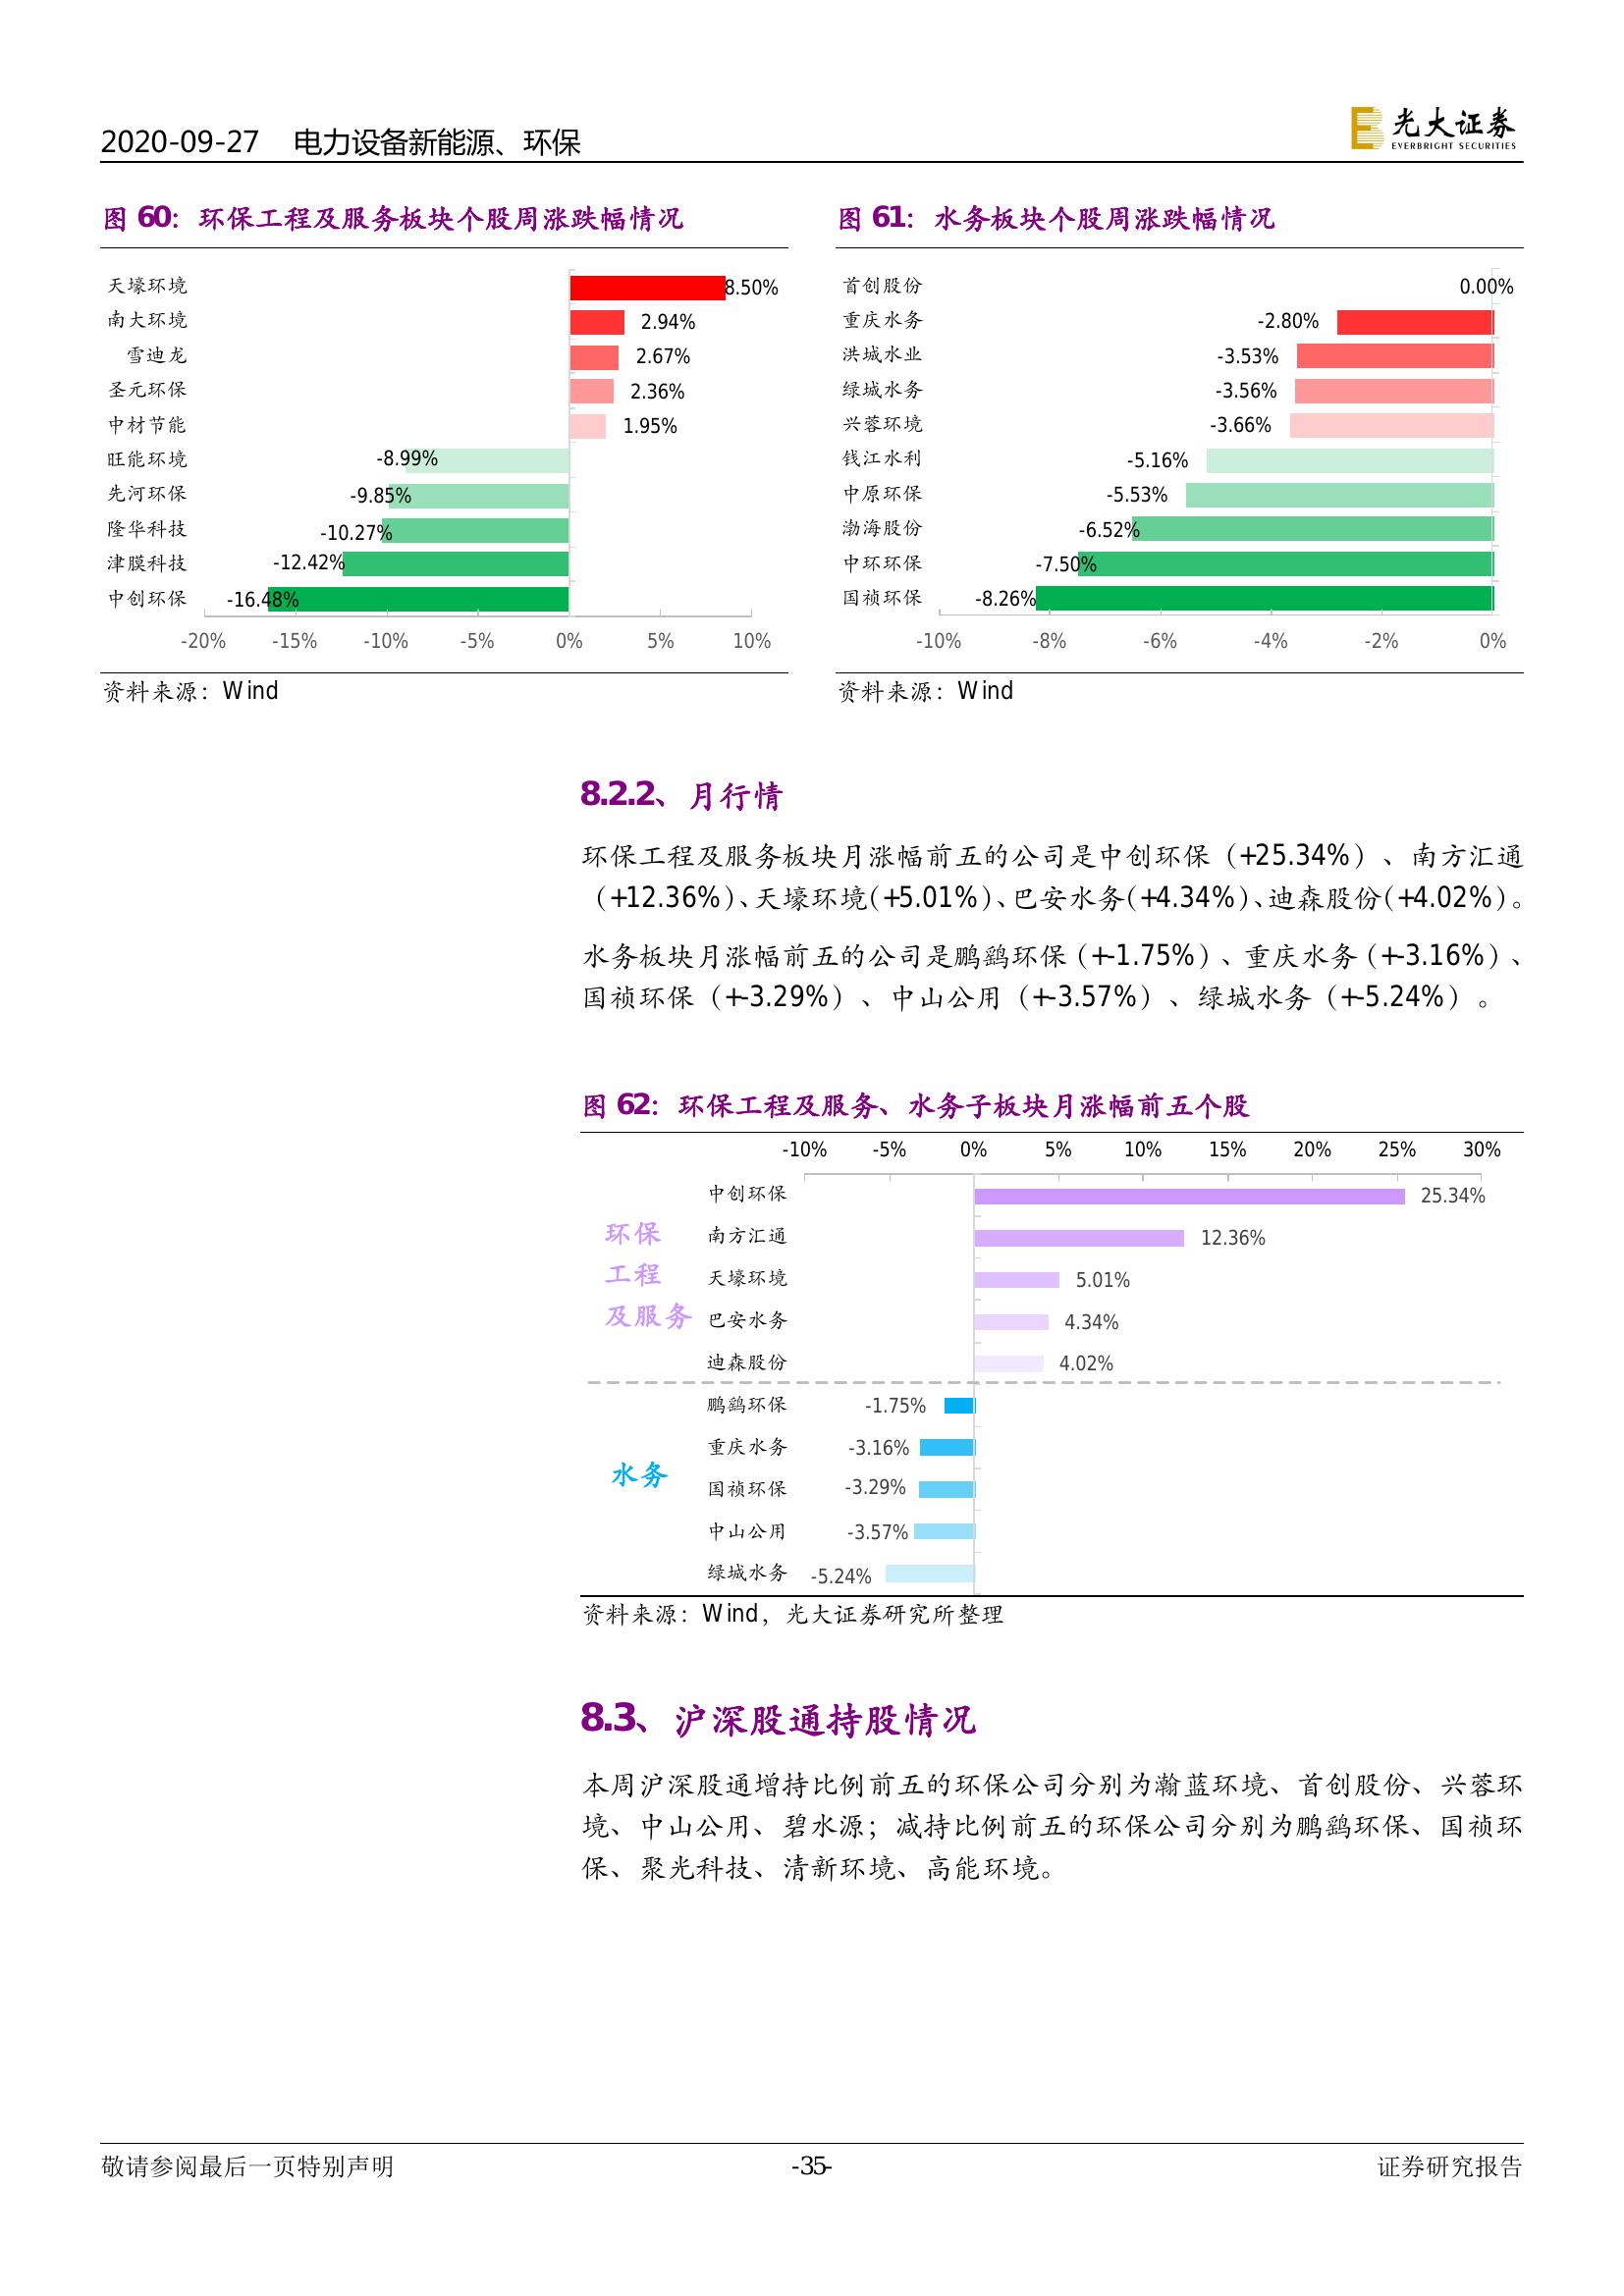 2020-09-27 电力设备新能源、环保
光大证券
EVERBRIGHT SECURITIES
图 60：环保工程及服务板块个股周涨跌幅情况
天壕环境 8.50%
南大环境 2.94%
雪迪龙 2.67%
圣元环保 2.36%
中材节能 1.95%
旺能环境 -8.99%
先河环保 -9.85%
隆华科技 -10.27%
津膜科技 -12.42%
中创环保 -16.48%
-20% -15% -10% -5% 0% 5% 10%
资料来源：Wind
图 61：水务板块个股周涨跌幅情况
首创股份 0.00%
重庆水务 -2.80%
洪城水业 -3.53%
绿城水务 -3.56%
兴蓉环境 -3.66%
钱江水利 -5.16%
中原环保 -5.53%
渤海股份 -6.52%
中环环保 -7.50%
国祯环保 -8.26%
-10% -8% -6% -4% -2% 0%
资料来源：Wind
8.2.2、月行情
环保工程及服务板块月涨幅前五的公司是中创环保（+25.34%）、南方汇通
（+12.36%）、天壕环境（+5.01%）、巴安水务（+4.34%）、迪森股份（+4.02%）。
水务板块月涨幅前五的公司是鹏鹞环保（+-1.75%）、重庆水务（+-3.16%）、
国祯环保（+-3.29%）、中山公用（+-3.57%）、绿城水务（+-5.24%）。
图 62：环保工程及服务、水务子板块月涨幅前五个股
-10% -5% 0% 5% 10% 15% 20% 25% 30%
环保
工程
及服务
中创环保 25.34%
南方汇通 12.36%
天壕环境 5.01%
巴安水务 4.34%
迪森股份 4.02%
水务
鹏鹞环保 -1.75%
重庆水务 -3.16%
国祯环保 -3.29%
中山公用 -3.57%
绿城水务 -5.24%
资料来源：Wind，光大证券研究所整理
8.3、沪深股通持股情况
本周沪深股通增持比例前五的环保公司分别为瀚蓝环境、首创股份、兴蓉环
境、中山公用、碧水源；减持比例前五的环保公司分别为鹏鹞环保、国祯环
保、聚光科技、清新环境、高能环境。
敬请参阅最后一页特别声明 -35- 证券研究报告